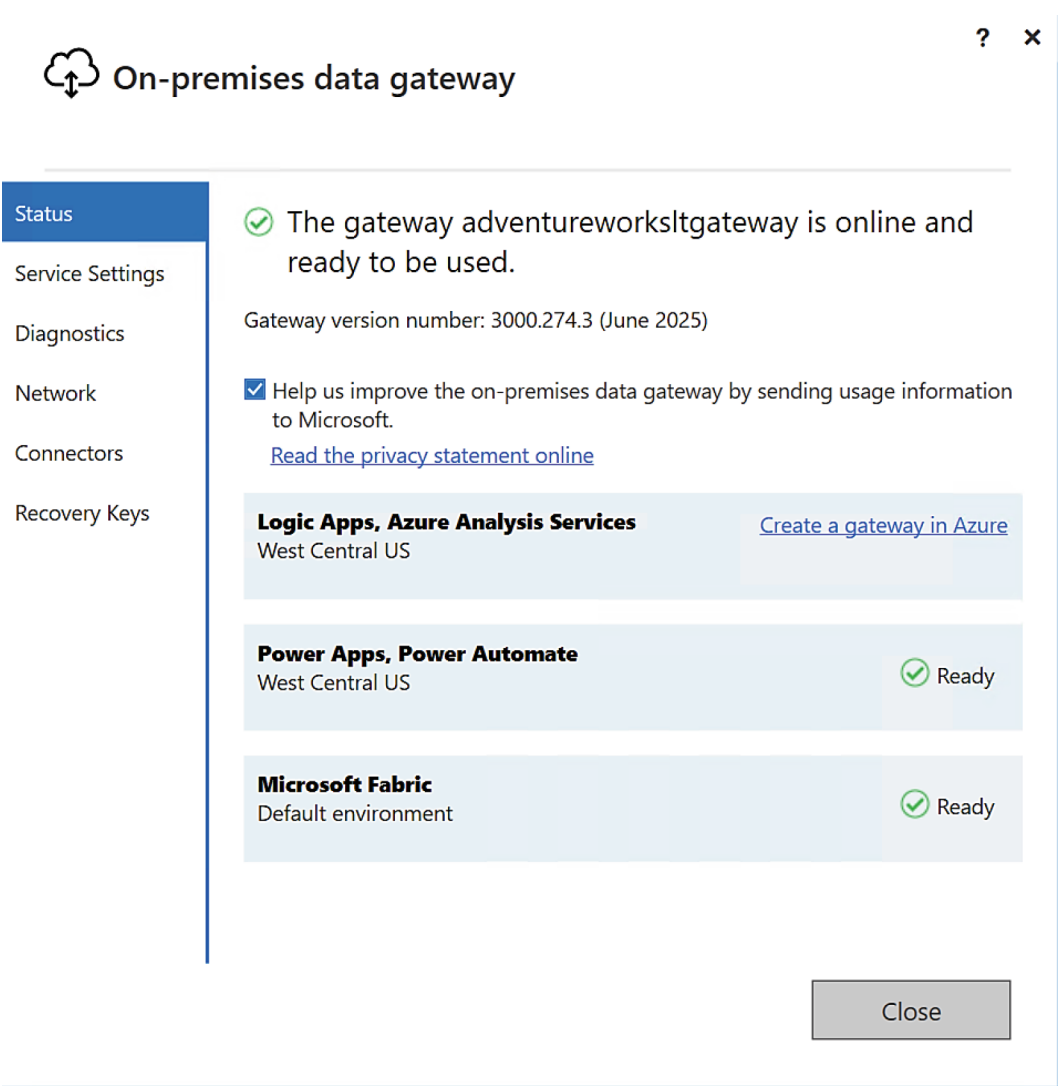 ?
On-premises data gateway
Status
Service Settings
Diagnostics
Network
Connectors
Recovery Keys
The gateway adventureworksltgateway is online and
ready to be used.
Gateway version number: 3000.274.3 (June 2025)
Help us improve the on-premises data gateway by sending usage information
to Microsoft.
Read the privacy statement online
Logic Apps, Azure Analysis Services
Create a gateway in Azure
West Central US
Power Apps, Power Automate
West Central US
Ready
Microsoft Fabric
Default environment
Ready
Close